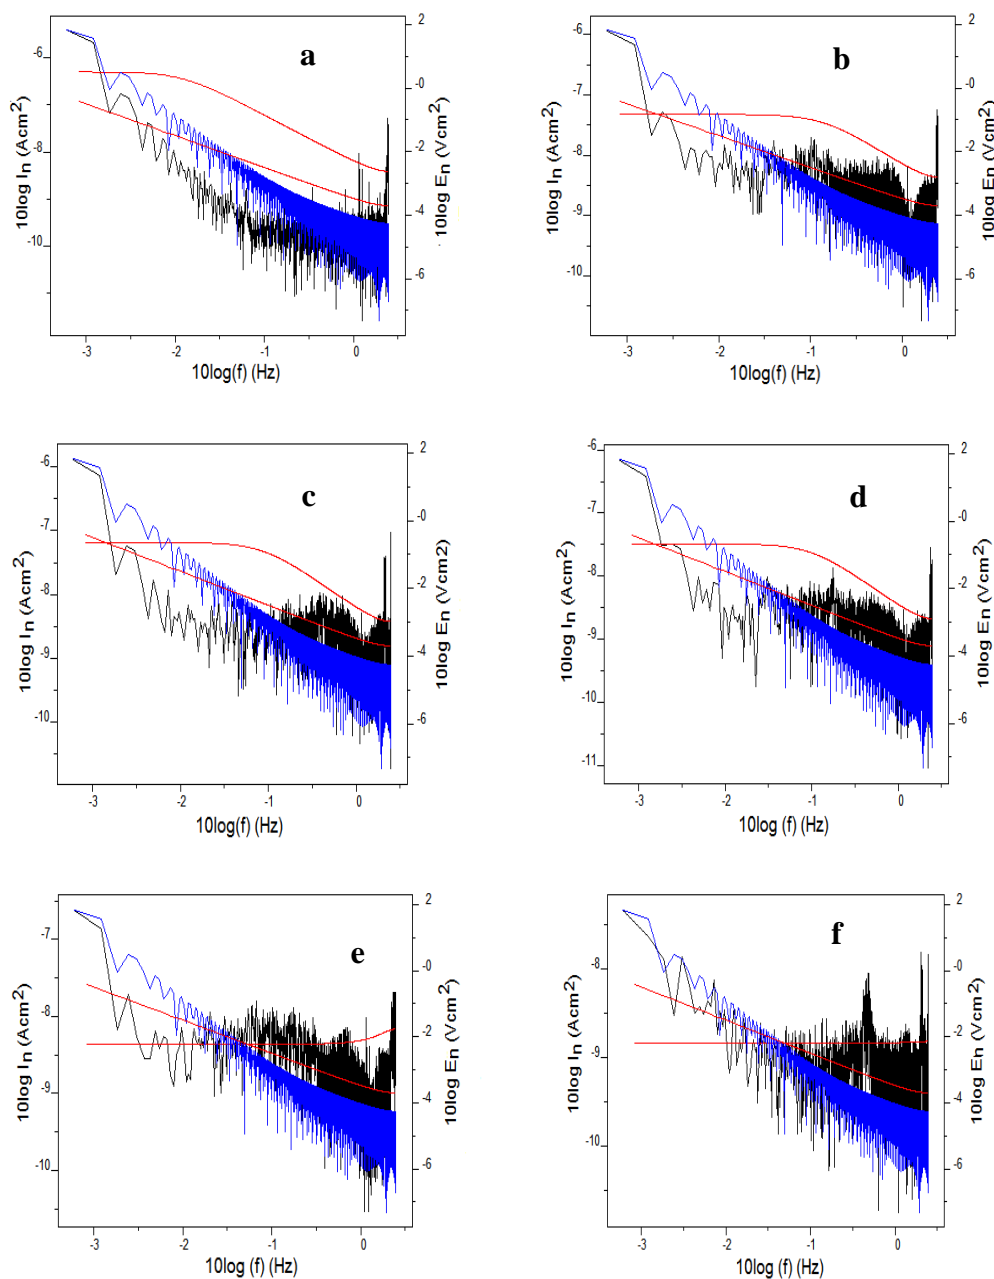 a
10log Iₙ (Acm²)
-6
-8
-10
2
-0
-2
-4
-6
10log Eₙ (Vcm²)
-3 -2 -1 0
10log(f) (Hz)
b
10log Iₙ (Acm²)
-6
-7
-8
-9
-10
2
-0
-2
-4
-6
10log Eₙ (Vcm²)
-3 -2 -1 0
10log(f) (Hz)
c
10log Iₙ (Acm²)
-6
-7
-8
-9
-10
2
-0
-2
-4
-6
10log Eₙ (Vcm2)
-3 -2 -1 0
10log(f) (Hz)
d
10log Iₙ (Acm²)
-6
-7
-8
-9
-10
-11
2
-0
-2
-4
-6
10log Eₙ (Vcm²)
-3 -2 -1 0
10log (f) (Hz)
e
10log Iₙ (Acm²)
-7
-8
-9
-10
2
-0
-2
-4
-6
10log Eₙ (Vcm²)
-3 -2 -1 0
10log (f) (Hz)
f
10log Iₙ (Acm²)
-8
-9
-10
2
-0
-2
-4
-6
10log Eₙ (Vcm²)
-3 -2 -1 0
10log (f) (Hz)